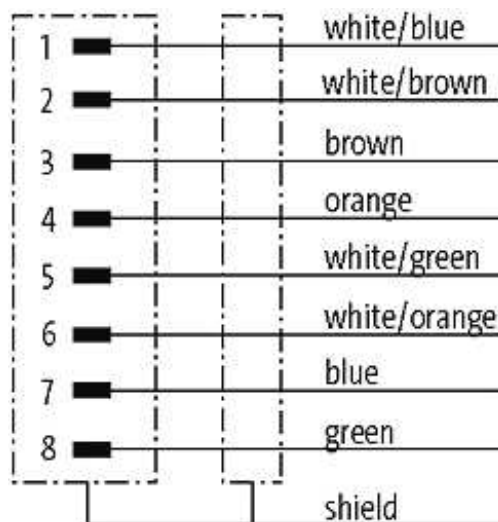 1 white/blue
2 white/brown
3 brown
4 orange
5 white/green
6 white/orange
7 blue
8 green
shield